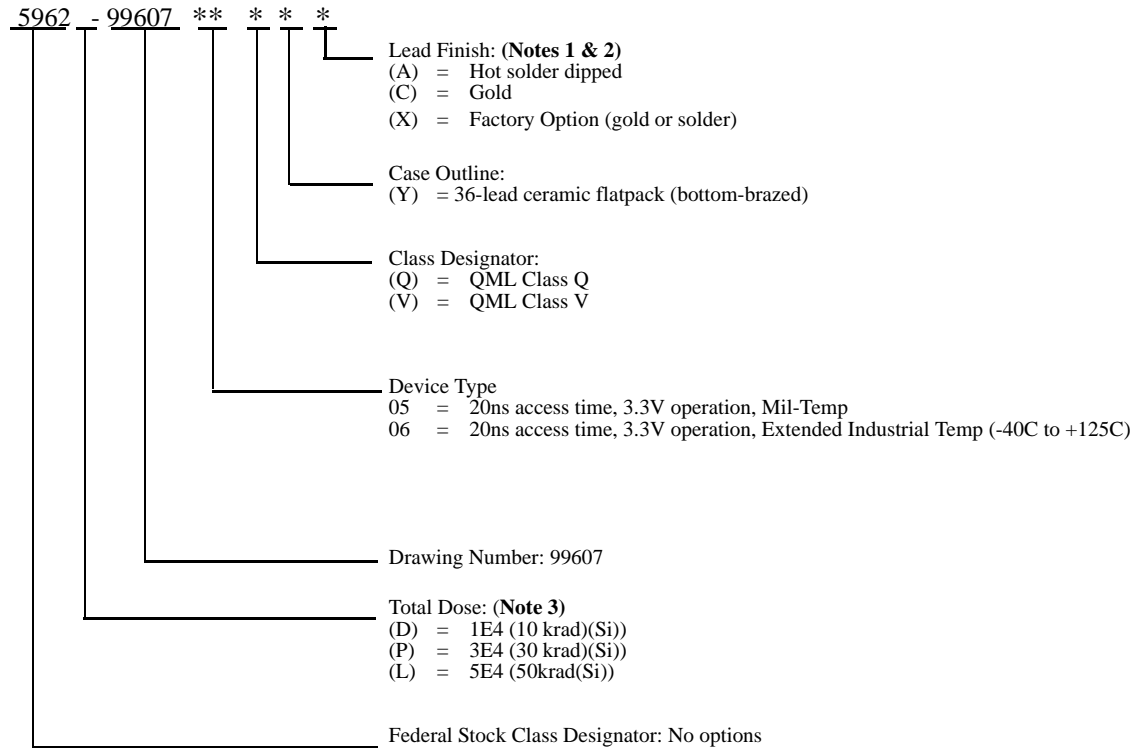 5962 - 99607 ** * * *
Lead Finish: (Notes 1 & 2)
(A) = Hot solder dipped
(C) = Gold
(X) = Factory Option (gold or solder)
Case Outline:
(Y) = 36-lead ceramic flatpack (bottom-brazed)
Class Designator:
(Q) = QML Class Q
(V) = QML Class V
Device Type
05 = 20ns access time, 3.3V operation, Mil-Temp
06 = 20ns access time, 3.3V operation, Extended Industrial Temp (-40C to +125C)
Drawing Number: 99607
Total Dose: (Note 3)
(D) = 1E4 (10 krad)(Si))
(P) = 3E4 (30 krad)(Si))
(L) = 5E4 (50krad(Si))
Federal Stock Class Designator: No options